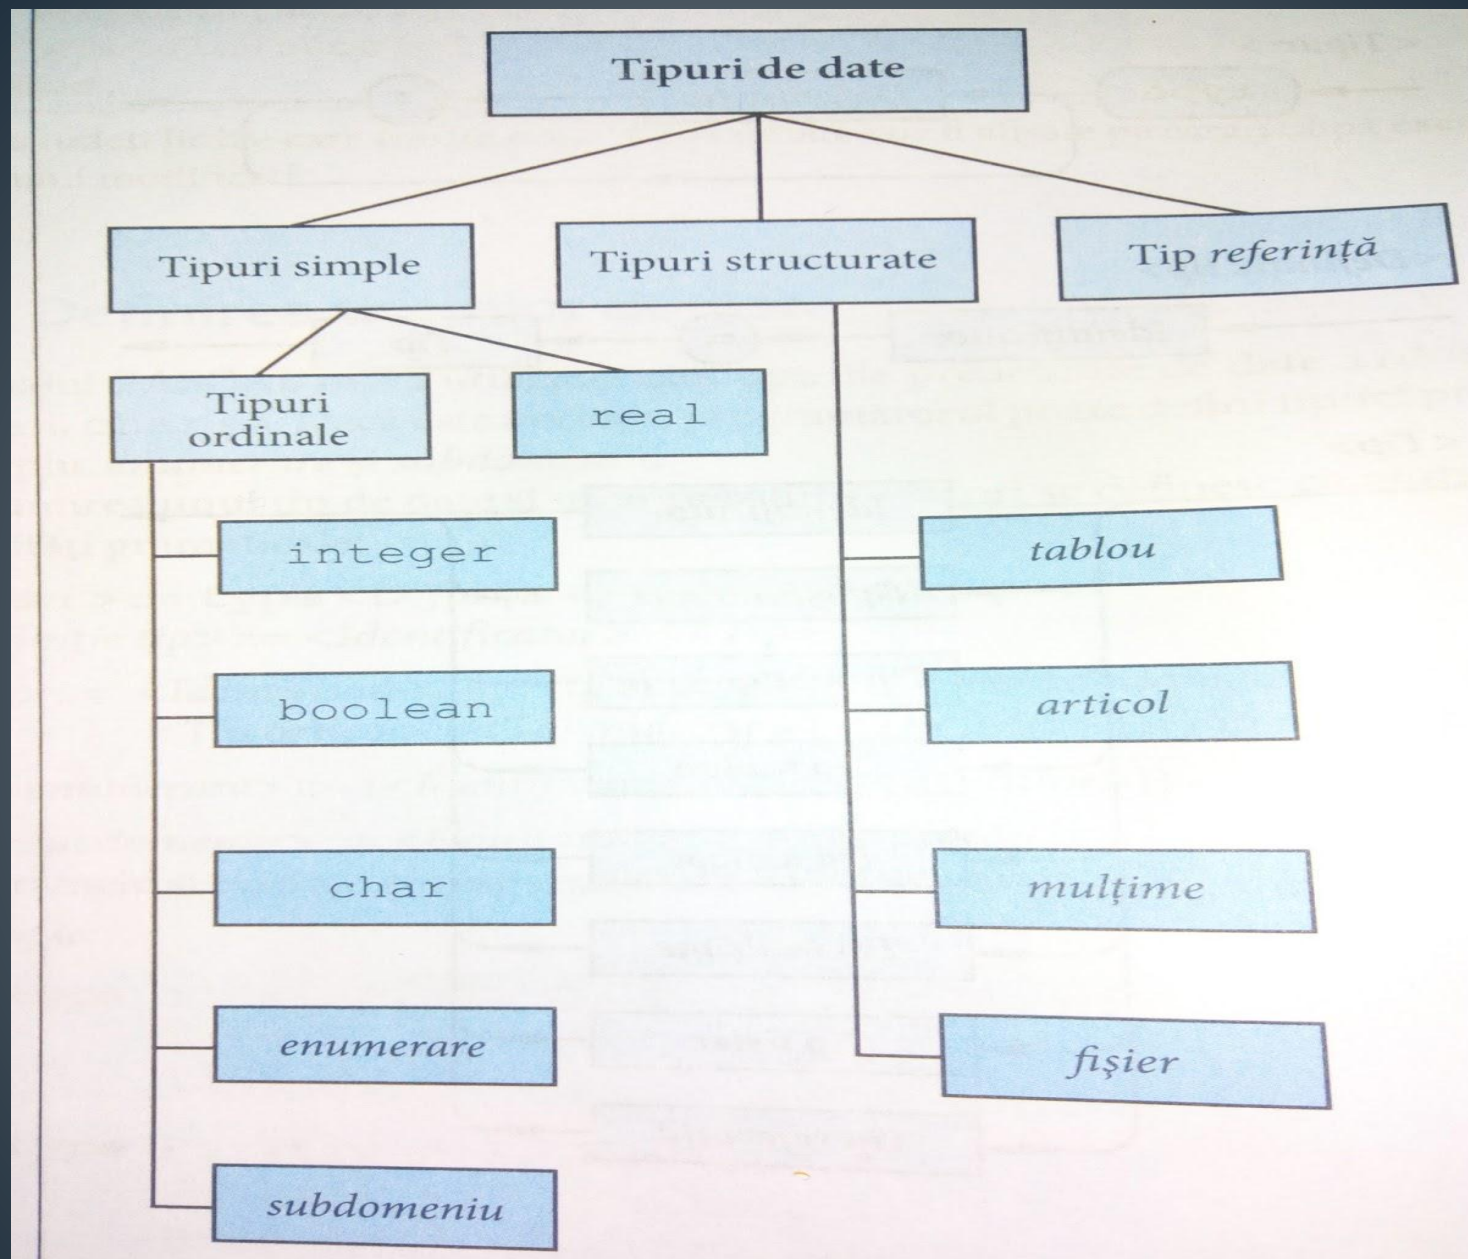 Tipuri de date
Tipuri simple
Tipuri structurate
Tip referință
Tipuri
ordinale
real
integer
boolean
char
enumerare
subdomeniu
tablou
articol
mulțime
fișier